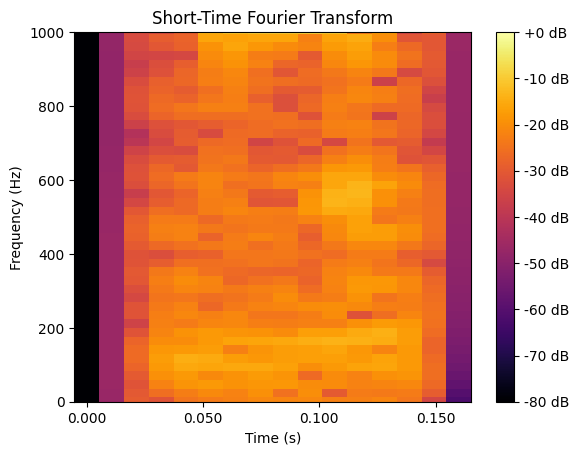 Short-Time Fourier Transform
1000
800
600
400
200
0
Frequency (Hz)
0.000
0.050
0.100
0.150
Time (s)
+0 dB
-10 dB
-20 dB
-30 dB
-40 dB
-50 dB
-60 dB
-70 dB
-80 dB